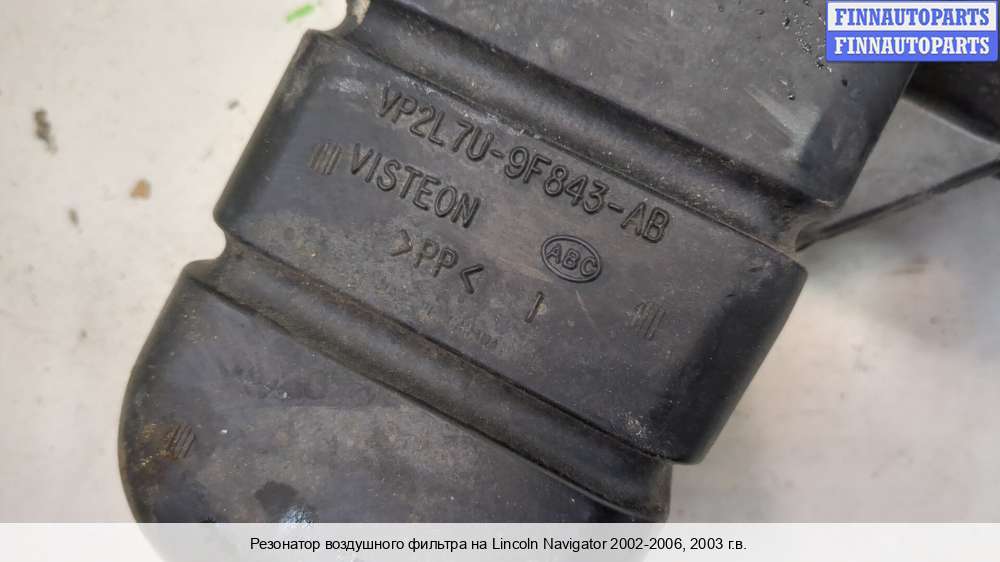 FINNAUTOPARTS
FINNAUTOPARTS
VP2L7U-9F843-AB
VISTEON
>PP<
ABC
Резонатор воздушного фильтра на Lincoln Navigator 2002-2006, 2003 г.в.